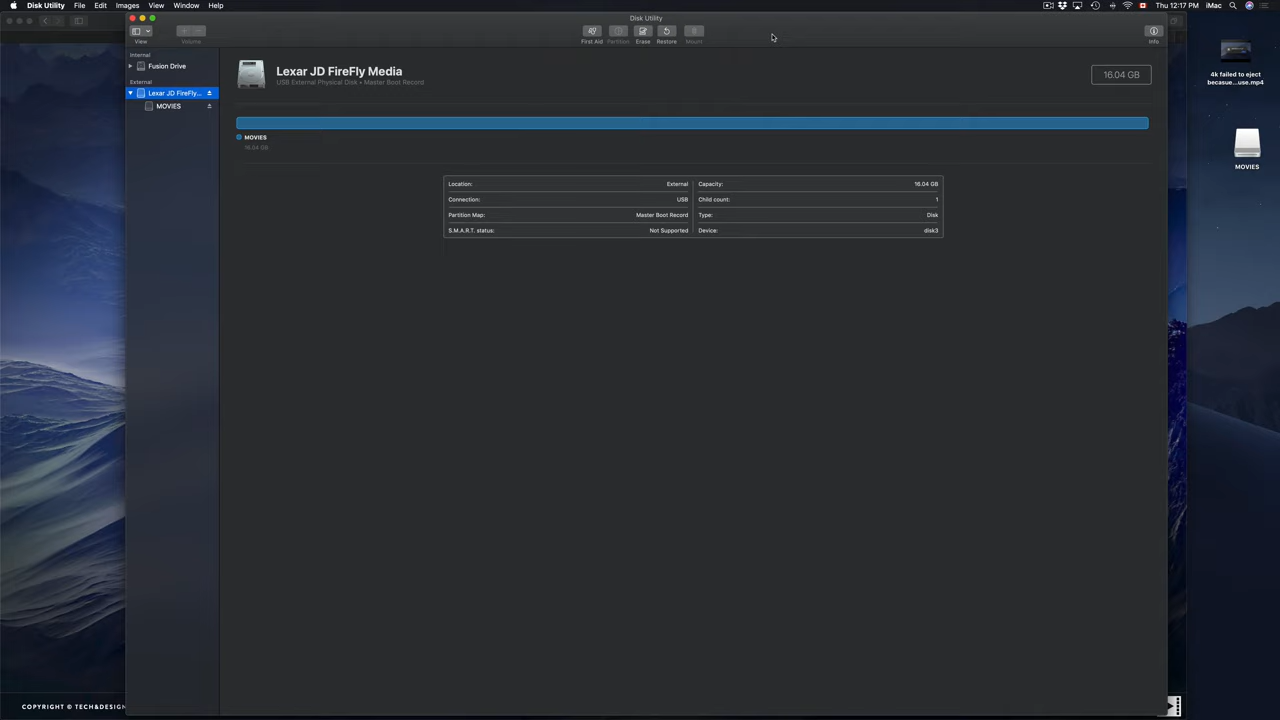 Disk Utility File Edit Images View Window Help Thu 12:17 PM iMac
Disk Utility
View Volume First Aid Partition Erase Restore Mount Info
Internal
Fusion Drive
External
Lexar JD FireFly...
MOVIES
Lexar JD FireFly Media
USB External Physical Disk • Master Boot Record
16.04 GB
MOVIES
16.04 GB
Location: External
Capacity: 16.04 GB
Connection: USB
Child count: 1
Partition Map: Master Boot Record
Type: Disk
S.M.A.R.T. status: Not Supported
Device: disk3
4k failed to eject
becasue...use.mp4
MOVIES
COPYRIGHT © TECH&DESIGN